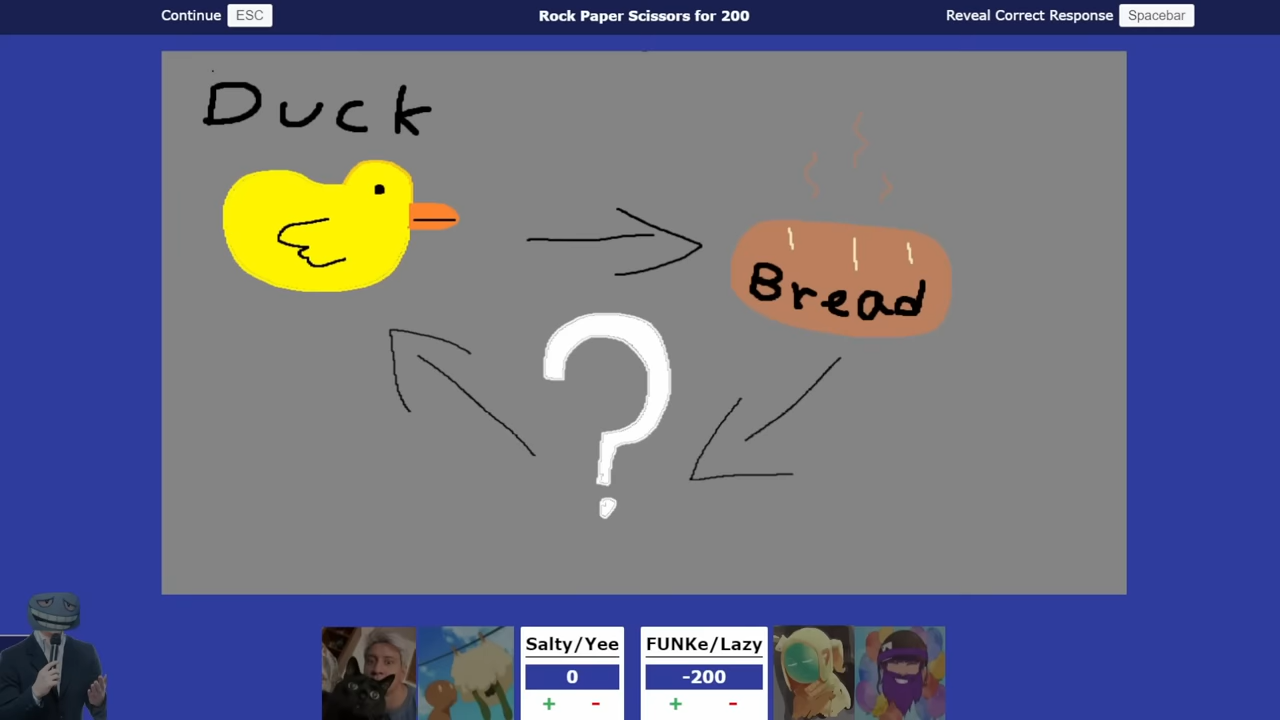 Continue ESC
Rock Paper Scissors for 200
Reveal Correct Response Spacebar
Duck
Bread
?
Salty/Yee
0
+ -
FUNKe/Lazy
-200
+ -